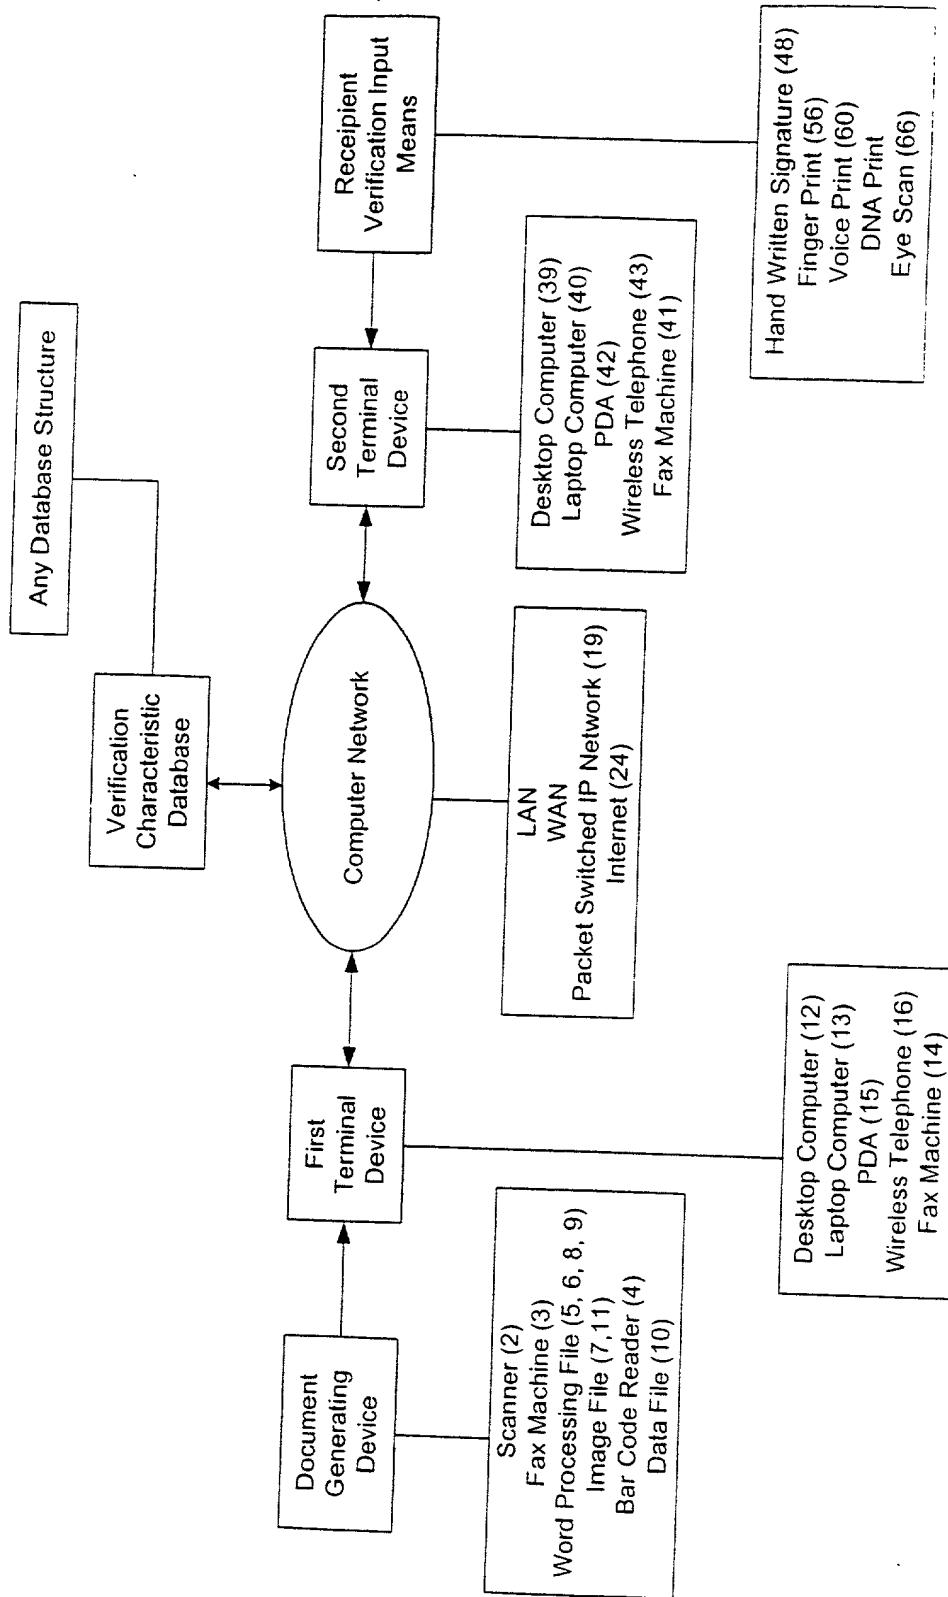 Any Database Structure
Verification
Characteristic
Database
Document
Generating
Device
First
Terminal
Device
Computer Network
Second
Terminal
Device
Receipient
Verification Input
Means
Scanner (2)
Fax Machine (3)
Word Processing File (5, 6, 8, 9)
Image File (7,11)
Bar Code Reader (4)
Data File (10)
Desktop Computer (12)
Laptop Computer (13)
PDA (15)
Wireless Telephone (16)
Fax Machine (14)
LAN
WAN
Packet Switched IP Network (19)
Internet (24)
Desktop Computer (39)
Laptop Computer (40)
PDA (42)
Wireless Telephone (43)
Fax Machine (41)
Hand Written Signature (48)
Finger Print (56)
Voice Print (60)
DNA Print
Eye Scan (66)